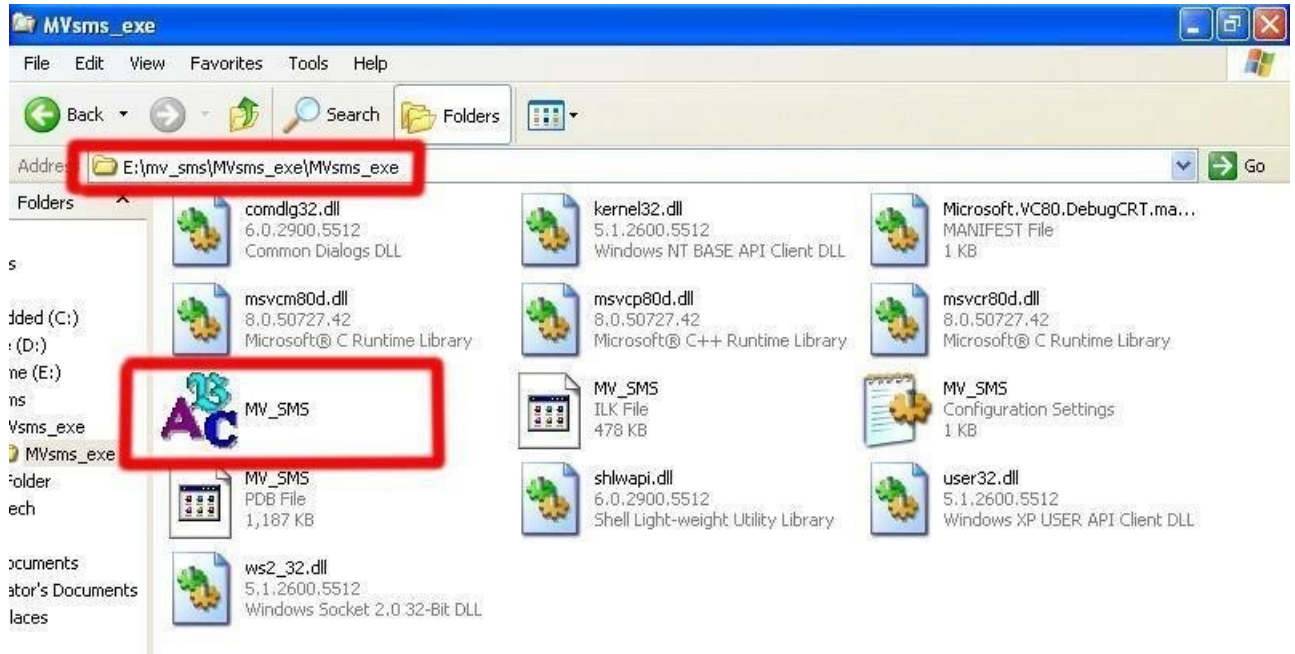 MVsms_exe
File Edit View Favorites Tools Help
Back Search Folders
Addre E:\mv_sms\MVsms_exe\MVsms_exe Go
Folders
comdlg32.dll
6.0.2900.5512
Common Dialogs DLL
kernel32.dll
5.1.2600.5512
Windows NT BASE API Client DLL
Microsoft.VC80.DebugCRT.ma...
MANIFEST File
1 KB
s
dded (C:)
(D:)
me (E:)
ms
Vsms_exe
MVsms_exe
Folder
ech
ocuments
ator's Documents
laces
msvcm80d.dll
8.0.50727.42
Microsoft® C Runtime Library
msvcp80d.dll
8.0.50727.42
Microsoft® C++ Runtime Library
msvcr80d.dll
8.0.50727.42
Microsoft® C Runtime Library
ABC
MV_SMS
MV_SMS
ILK File
478 KB
MV_SMS
Configuration Settings
1 KB
MV_SMS
PDB File
1,187 KB
shlwapi.dll
6.0.2900.5512
Shell Light-weight Utility Library
user32.dll
5.1.2600.5512
Windows XP USER API Client DLL
ws2_32.dll
5.1.2600.5512
Windows Socket 2.0 32-Bit DLL